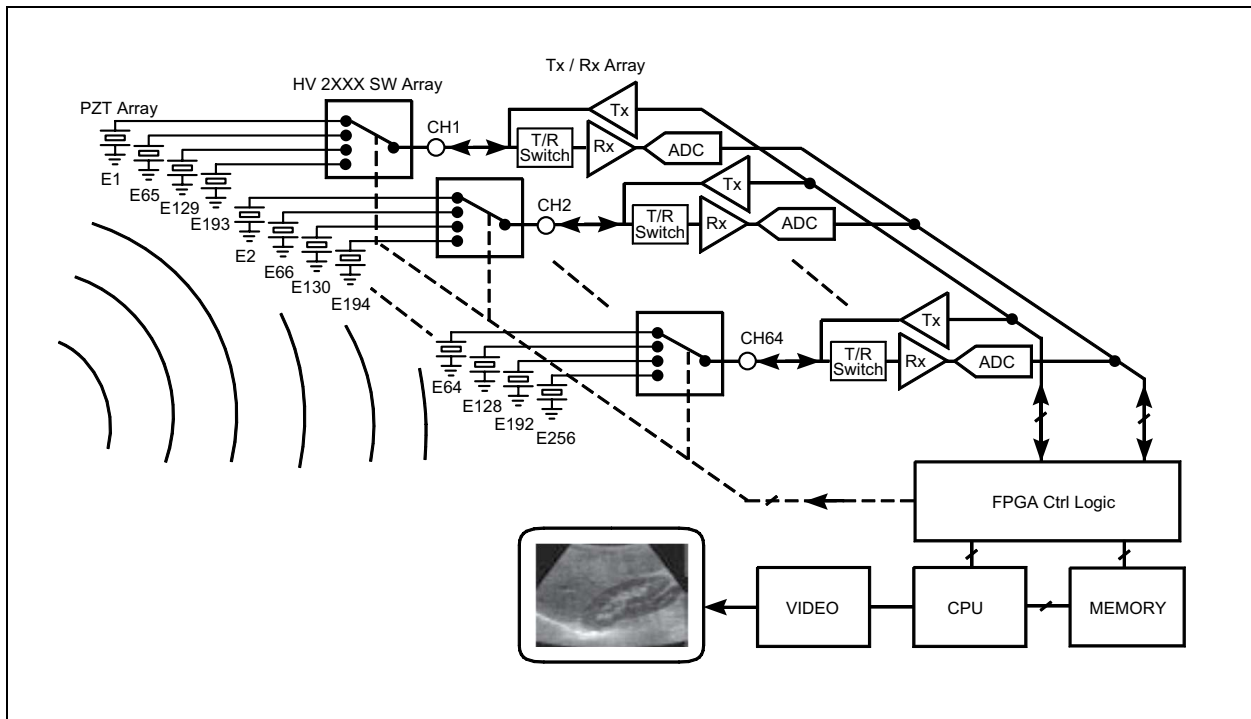 HV 2XXX SW Array
Tx / Rx Array
PZT Array
E1
E65
E129
E193
CH1
Tx
T/R
Switch
Rx
ADC
E2
E66
E130
E194
CH2
Tx
T/R
Switch
Rx
ADC
E64
E128
E192
E256
CH64
Tx
T/R
Switch
Rx
ADC
FPGA Ctrl Logic
VIDEO
CPU
MEMORY